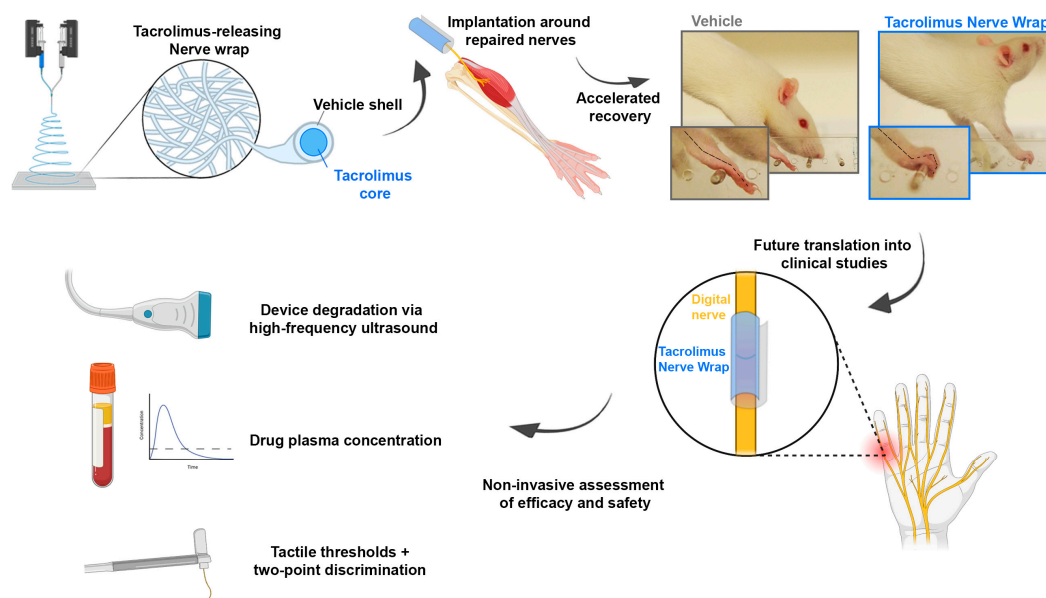 Tacrolimus-releasing
Nerve wrap
Vehicle shell
Tacrolimus
core
Implantation around
repaired nerves
Accelerated
recovery
Vehicle
Tacrolimus Nerve Wrap
Future translation into
clinical studies
Digital
nerve
Tacrolimus
Nerve Wrap
Non-invasive assessment
of efficacy and safety
Device degradation via
high-frequency ultrasound
Concentration
Time
Drug plasma concentration
Tactile thresholds +
two-point discrimination